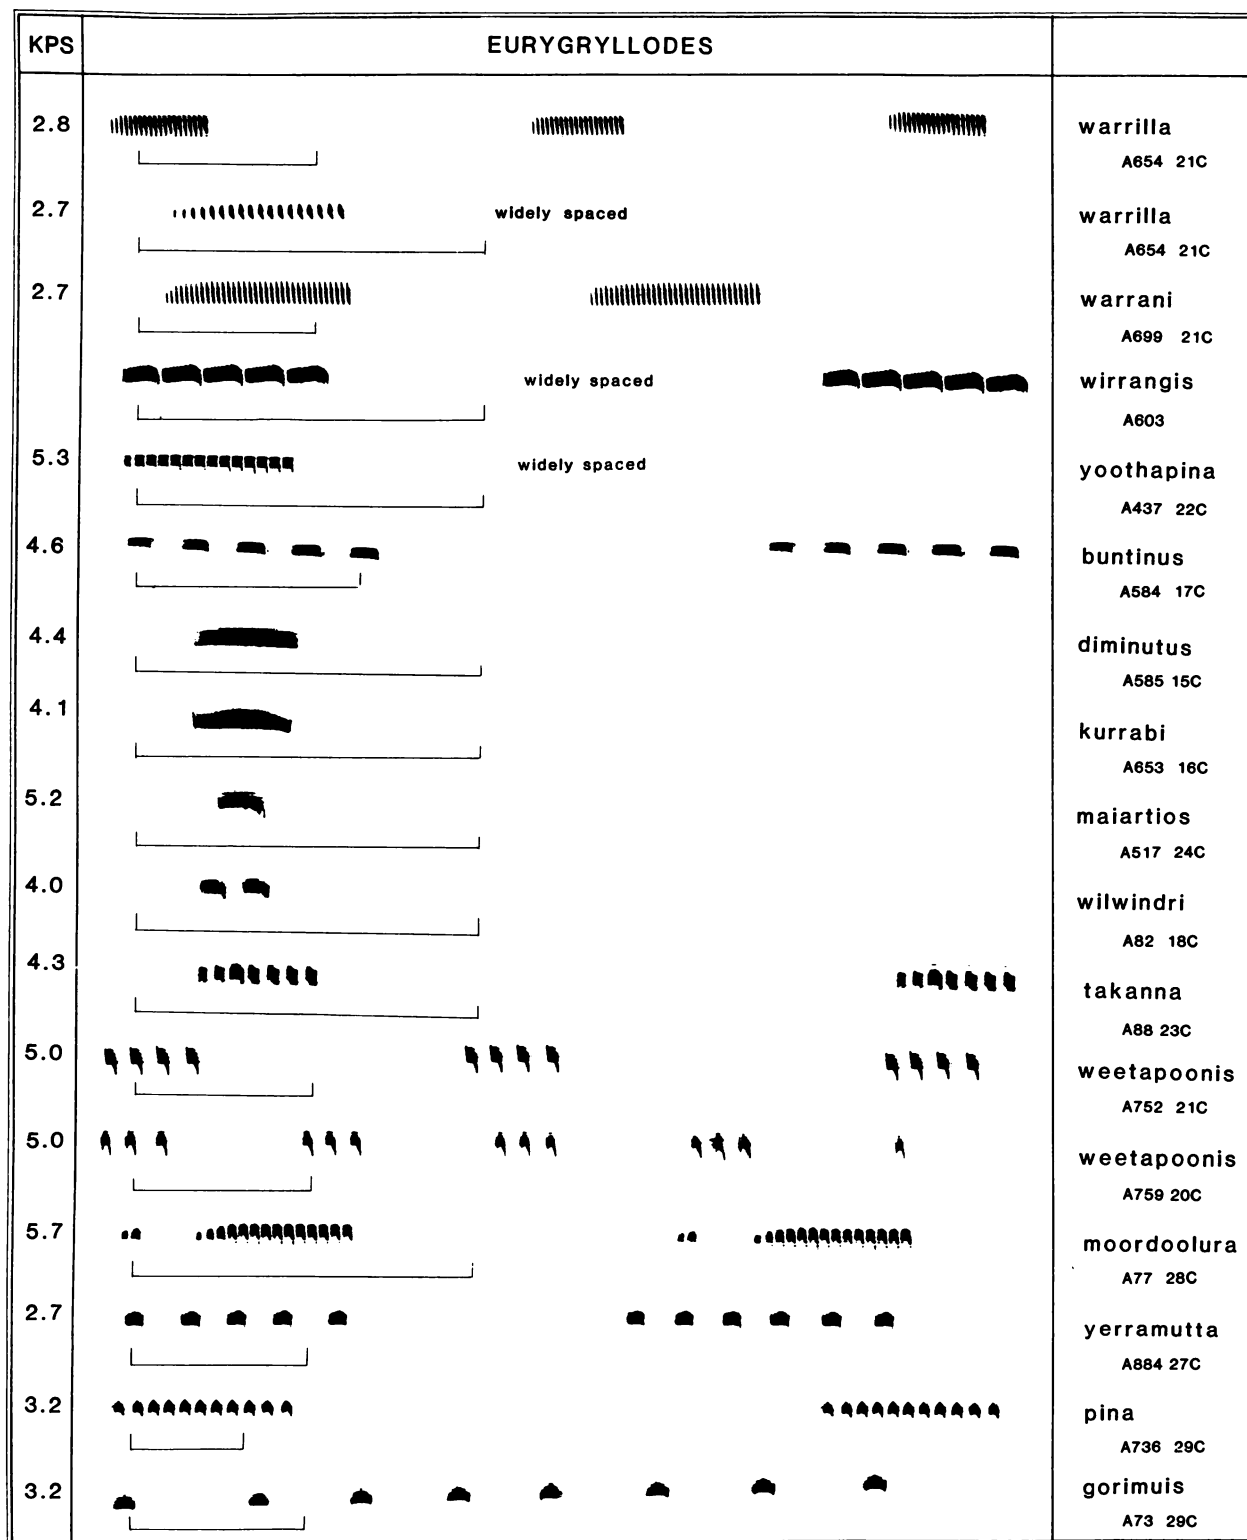 KPS EURYGRYLLODES
2.8 warrilla
A654 21C
2.7 widely spaced warrilla
A654 21C
2.7 warrani
A699 21C
widely spaced wirrangis
A603
5.3 widely spaced yoothapina
A437 22C
4.6 buntinus
A584 17C
4.4 diminutus
A585 15C
4.1 kurrabi
A653 16C
5.2 maiartios
A517 24C
4.0 wilwindri
A82 18C
4.3 takanna
A88 23C
5.0 weetapoonis
A752 21C
5.0 weetapoonis
A759 20C
5.7 moordoolura
A77 28C
2.7 yerramutta
A884 27C
3.2 pina
A736 29C
3.2 gorimuis
A73 29C